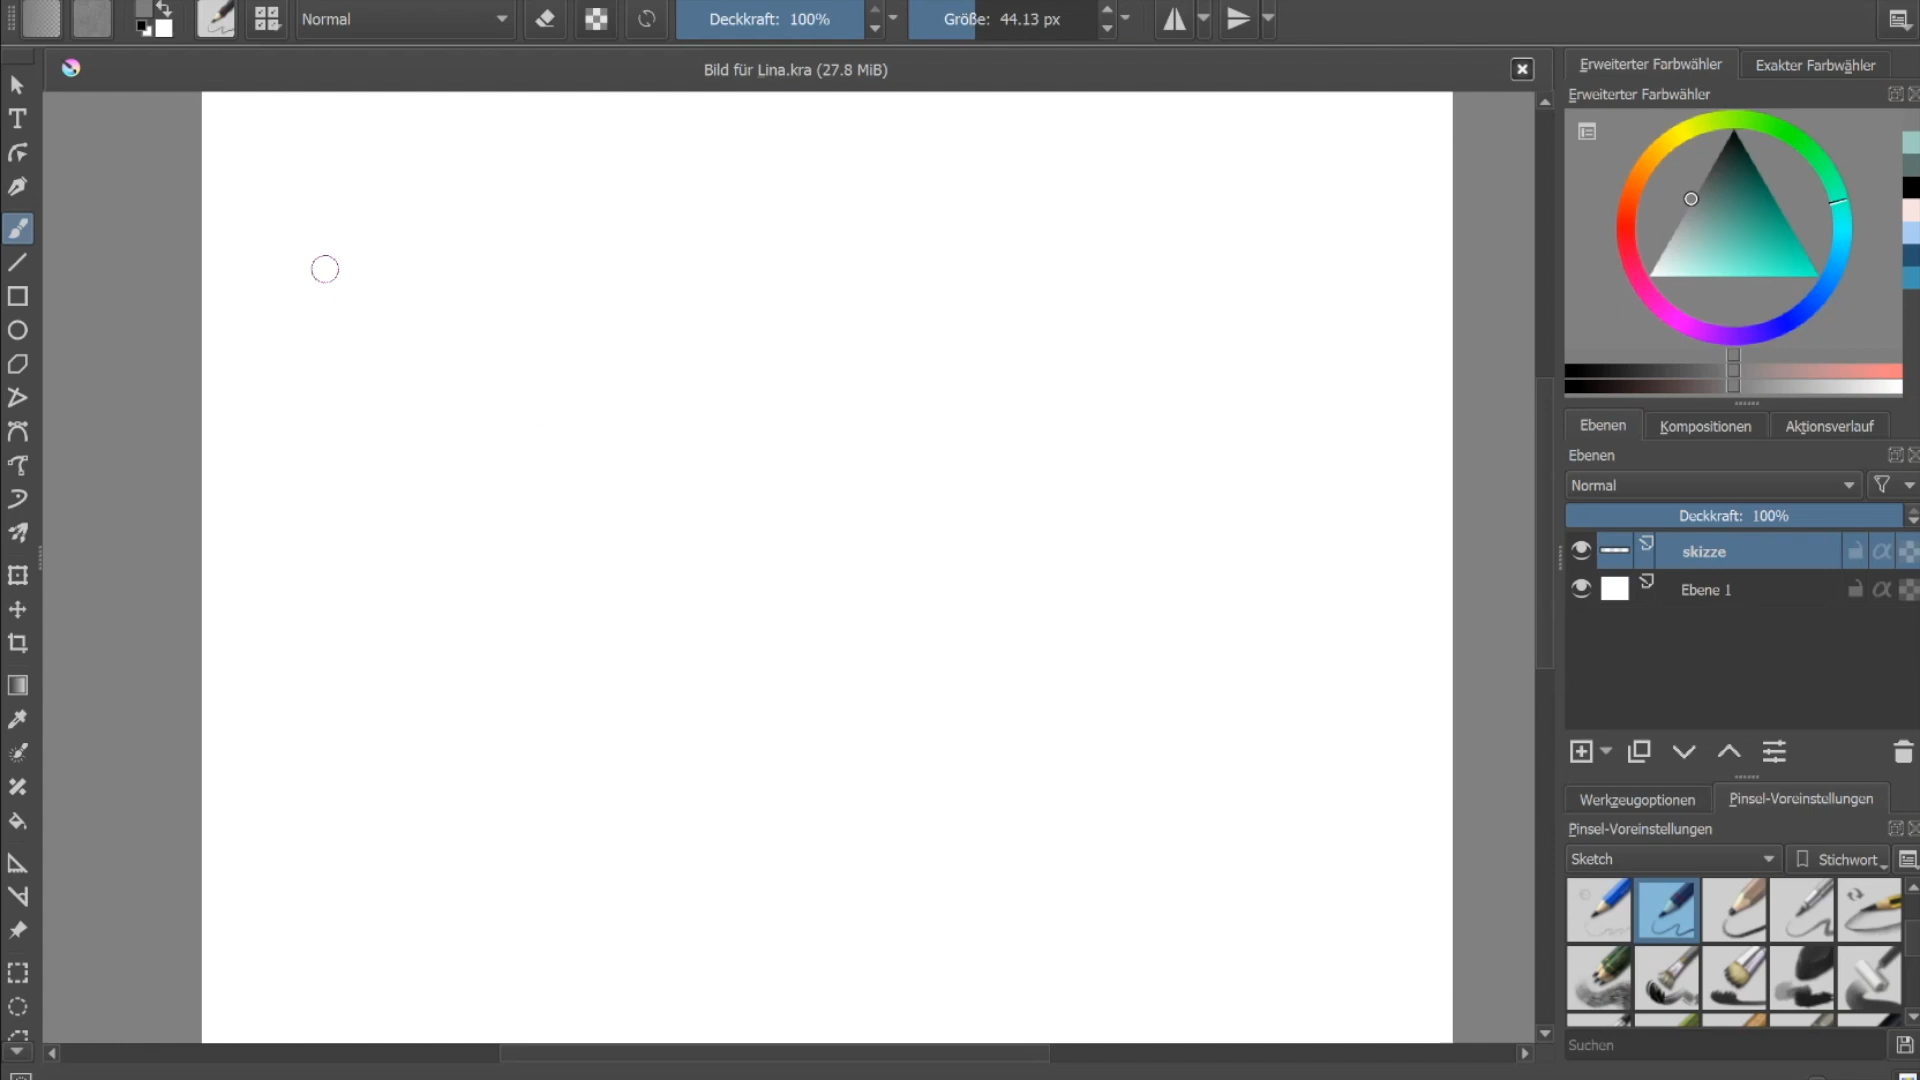 Normal
Deckkraft: 100%
Größe: 44.13 px
Bild für Lina.kra (27.8 MiB)
Erweiterter Farbwähler
Exakter Farbwähler
Erweiterter Farbwähler
Ebenen
Kompositionen
Aktionsverlauf
Ebenen
Normal
Deckkraft: 100%
skizze
Ebene 1
Werkzeugoptionen
Pinsel-Voreinstellungen
Pinsel-Voreinstellungen
Sketch
Stichwort
Suchen